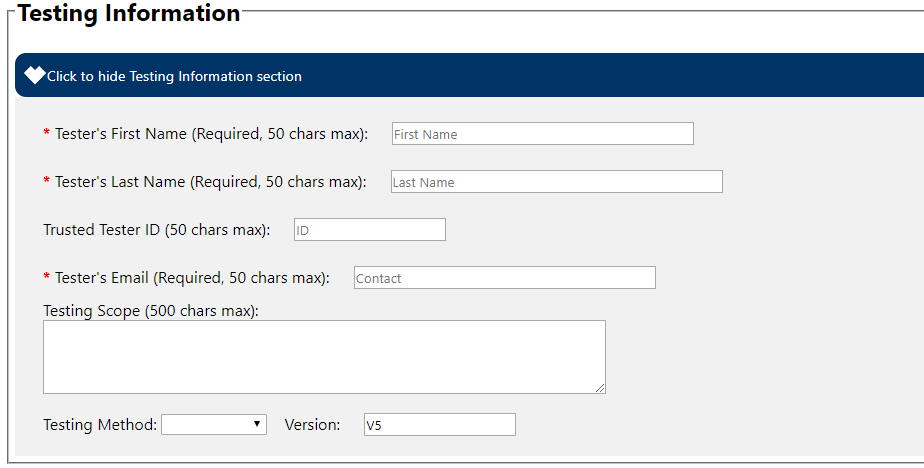 Testing Information
Click to hide Testing Information section
* Tester's First Name (Required, 50 chars max): First Name
* Tester's Last Name (Required, 50 chars max): Last Name
Trusted Tester ID (50 chars max): ID
* Tester's Email (Required, 50 chars max): Contact
Testing Scope (500 chars max):
Testing Method: Version: V5